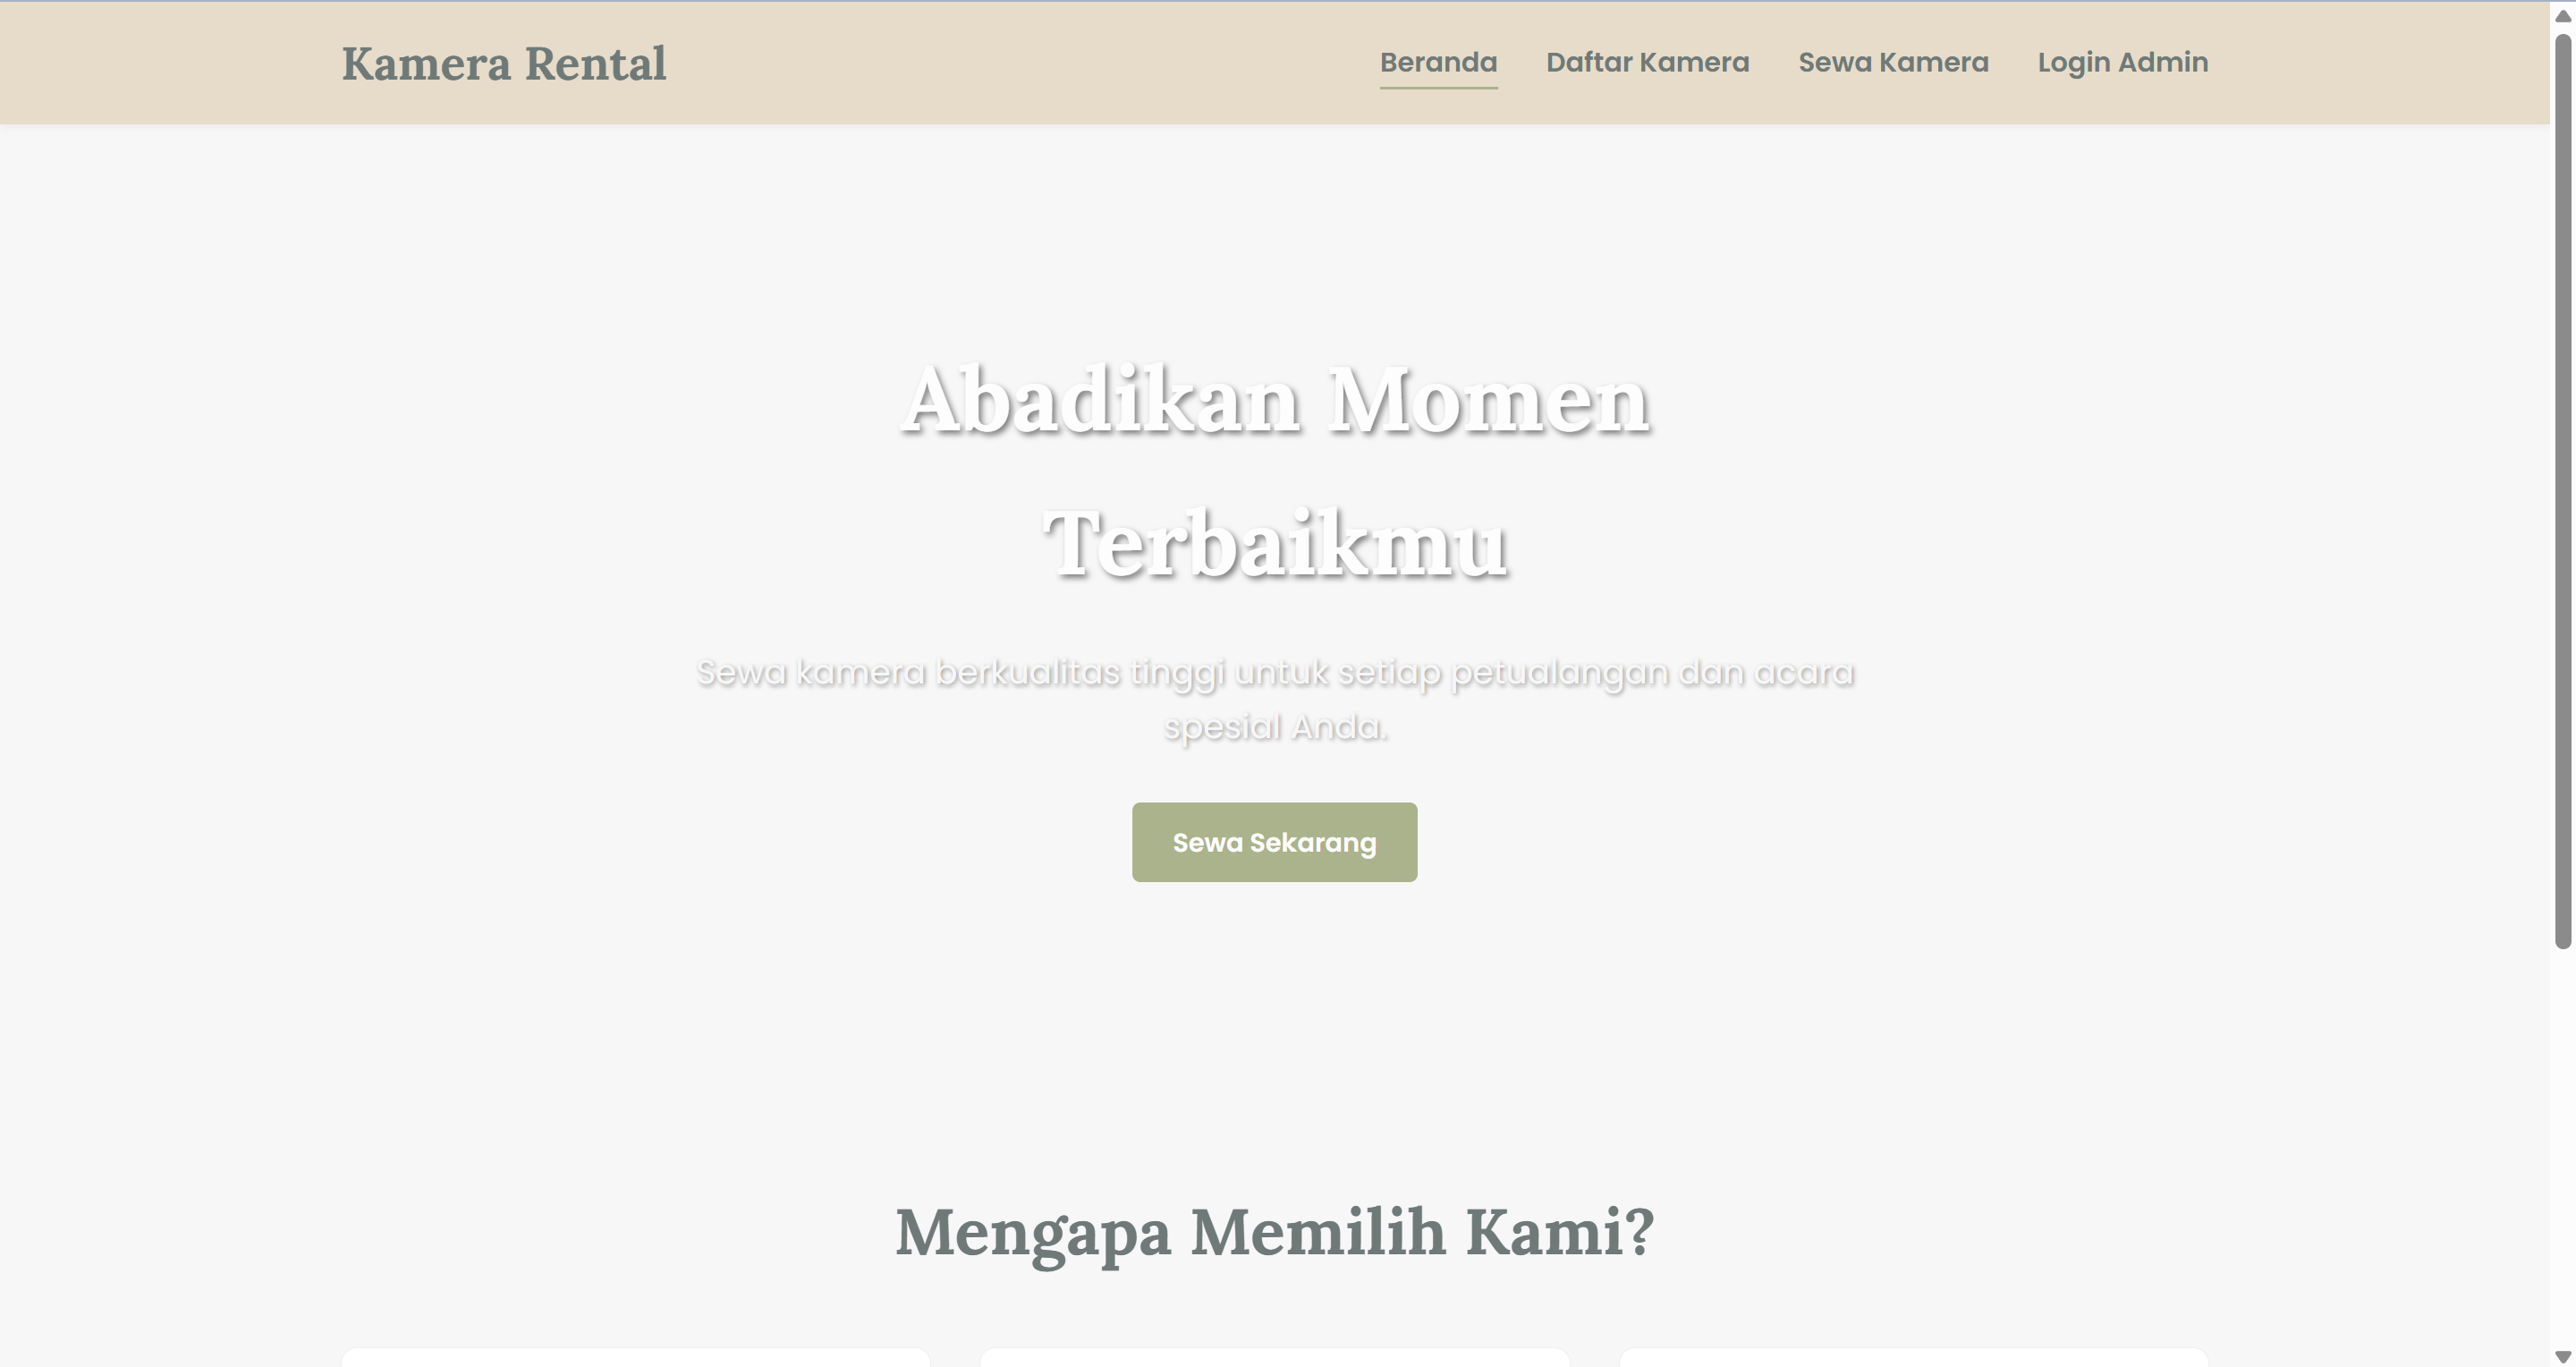 Kamera Rental
Beranda
Daftar Kamera
Sewa Kamera
Login Admin
Abadikan Momen
Terbaikmu
Sewa kamera berkualitas tinggi untuk setiap petualangan dan acara
spesial Anda.
Sewa Sekarang
Mengapa Memilih Kami?